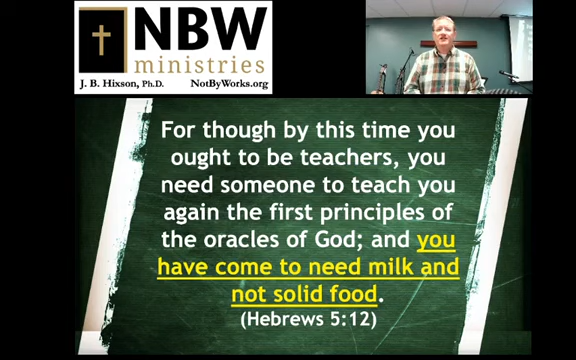 NBW
ministries
J. B. Hixson, Ph.D. NotByWorks.org
For though by this time you
ought to be teachers, you
need someone to teach you
again the first principles of
the oracles of God; and you
have come to need milk and
not solid food.
(Hebrews 5:12)